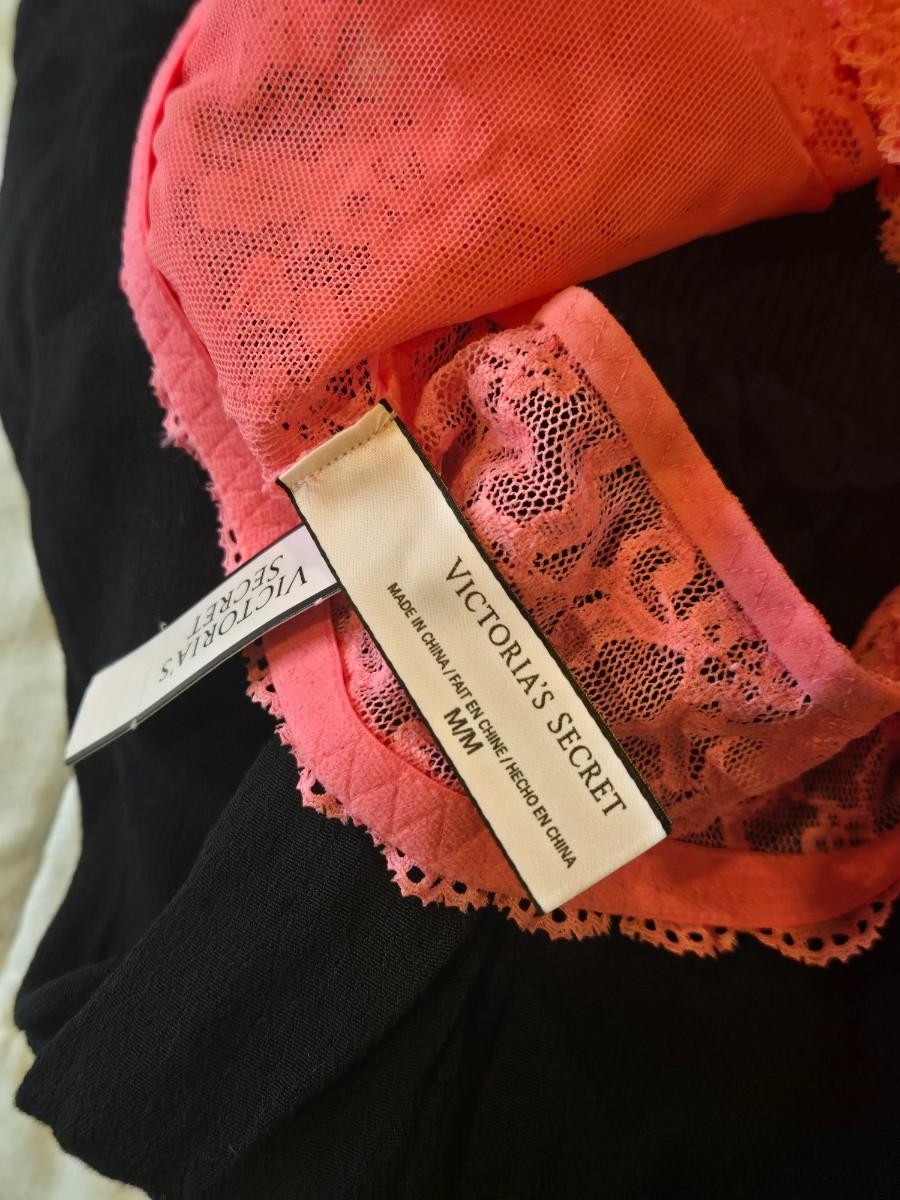 VICTORIA'S SECRET
MADE IN CHINA / FAIT EN CHINE / HECHO EN CHINA
M/M
VICTORIA'S
SECRET